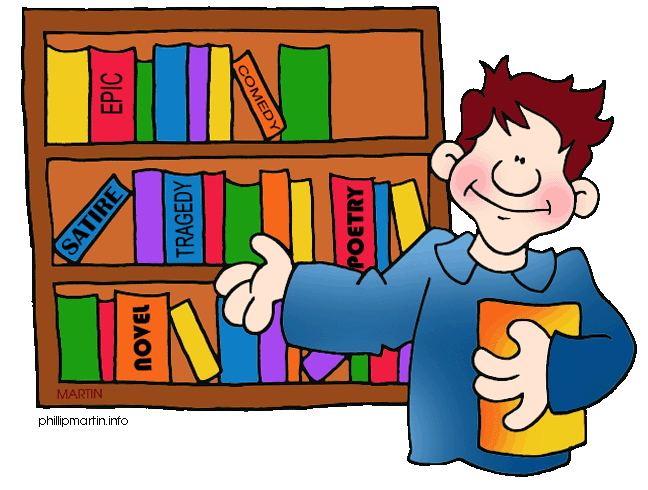 EPIC
COMEDY
SATIRE
TRAGEDY
POETRY
NOVEL
MARTIN
phillipmartin.info